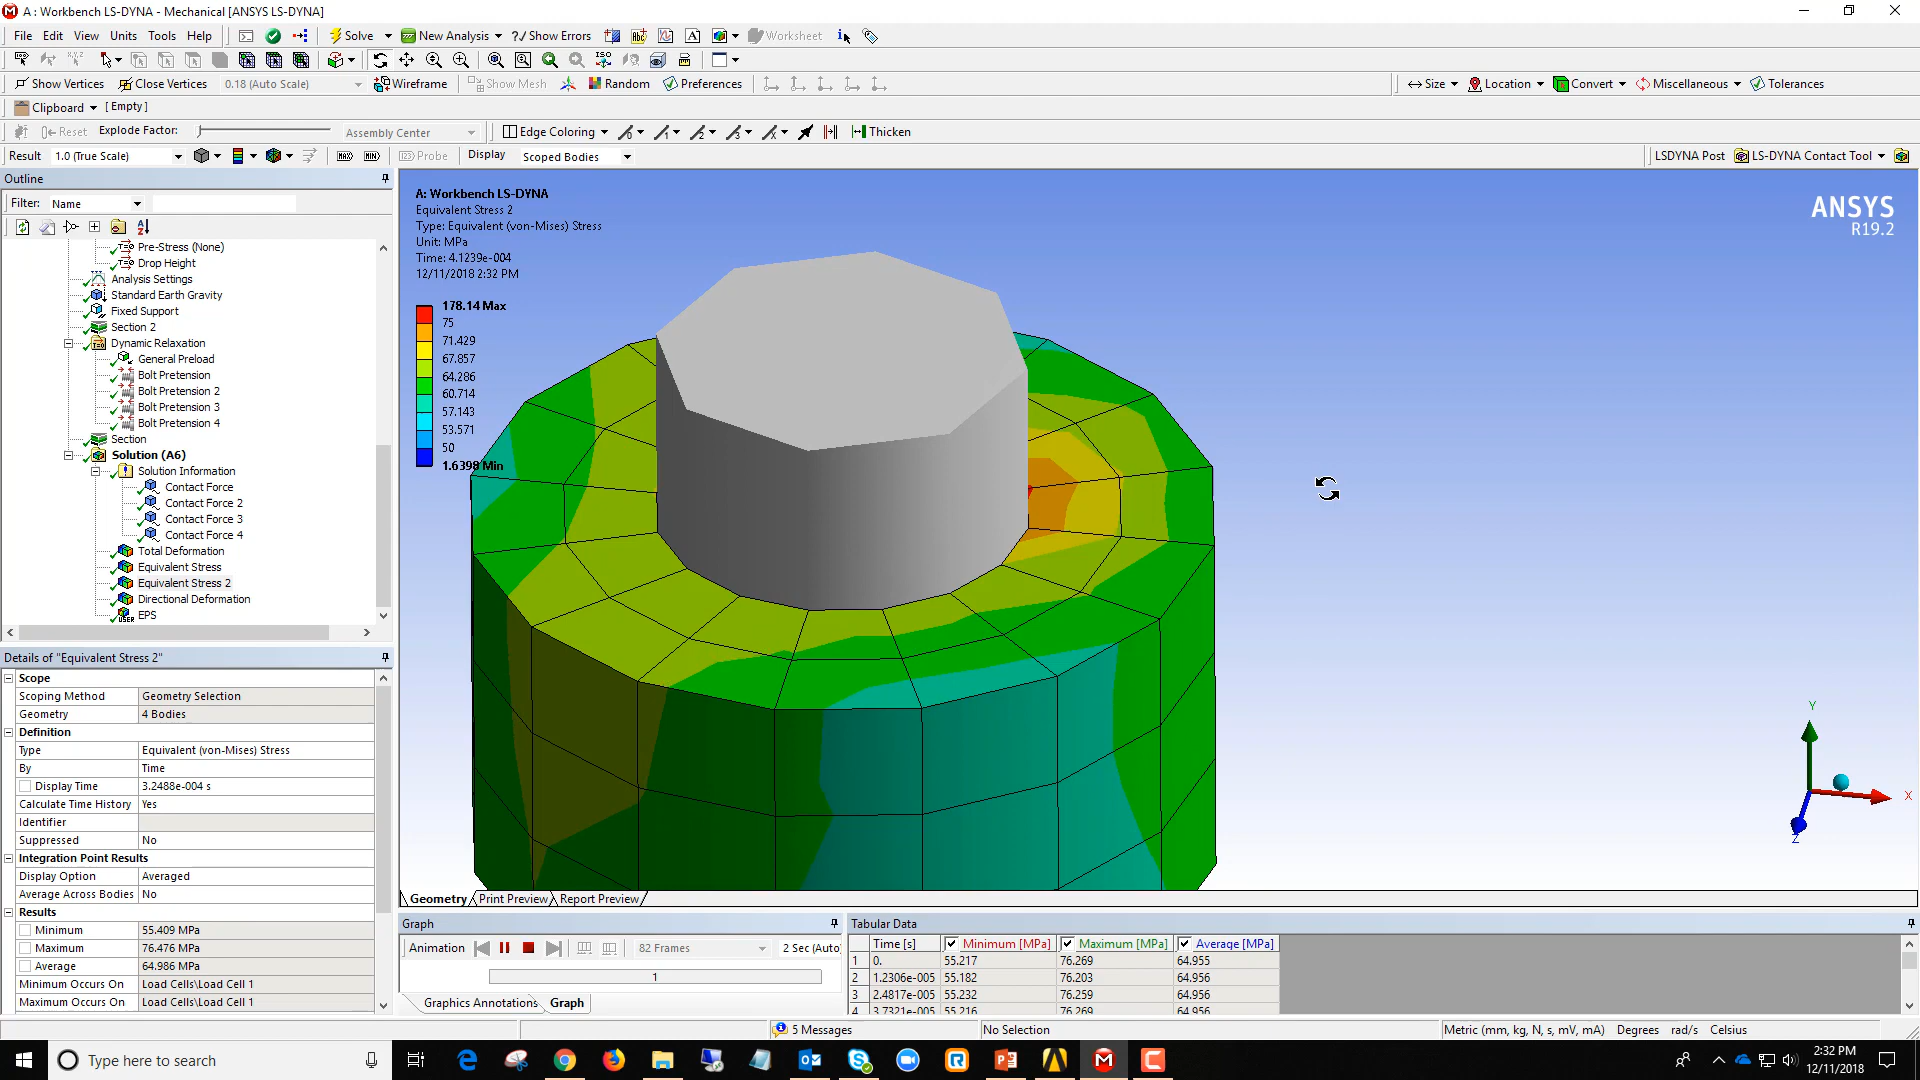 A : Workbench LS-DYNA - Mechanical [ANSYS LS-DYNA]
File Edit View Units Tools Help Solve New Analysis ?/ Show Errors Worksheet
Show Vertices Close Vertices 0.18 (Auto Scale) Wireframe Show Mesh Random Preferences Size Location Convert Miscellaneous Tolerances
Clipboard [ Empty ]
Reset Explode Factor: Assembly Center Edge Coloring Thicken
Result 1.0 (True Scale) MAX MIN Probe Display Scoped Bodies LSDYNA Post LS-DYNA Contact Tool
Outline
Filter: Name
Pre-Stress (None)
Drop Height
Analysis Settings
Standard Earth Gravity
Fixed Support
Section 2
Dynamic Relaxation
General Preload
Bolt Pretension
Bolt Pretension 2
Bolt Pretension 3
Bolt Pretension 4
Section
Solution (A6)
Solution Information
Contact Force
Contact Force 2
Contact Force 3
Contact Force 4
Total Deformation
Equivalent Stress
Equivalent Stress 2
Directional Deformation
EPS
Details of "Equivalent Stress 2"
Scope
Scoping Method Geometry Selection
Geometry 4 Bodies
Definition
Type Equivalent (von-Mises) Stress
By Time
Display Time 3.2488e-004 s
Calculate Time History Yes
Identifier
Suppressed No
Integration Point Results
Display Option Averaged
Average Across Bodies No
Results
Minimum 55.409 MPa
Maximum 76.476 MPa
Average 64.986 MPa
Minimum Occurs On Load Cells\Load Cell 1
Maximum Occurs On Load Cells\Load Cell 1
A: Workbench LS-DYNA
Equivalent Stress 2
Type: Equivalent (von-Mises) Stress
Unit: MPa
Time: 4.1239e-004
12/11/2018 2:32 PM
178.14 Max
75
71.429
67.857
64.286
60.714
57.143
53.571
50
1.6398 Min
ANSYS
R19.2
Y
X
Z
Geometry Print Preview Report Preview
Graph
Animation 82 Frames 2 Sec (Auto
1
Graphics Annotations Graph
Tabular Data
Time [s] Minimum [MPa] Maximum [MPa] Average [MPa]
1 0. 55.217 76.269 64.955
2 1.2306e-005 55.182 76.203 64.956
3 2.4817e-005 55.232 76.259 64.956
4 3.7321e-005 55.216 76.269 64.956
5 Messages No Selection Metric (mm, kg, N, s, mV, mA) Degrees rad/s Celsius
Type here to search
2:32 PM
12/11/2018